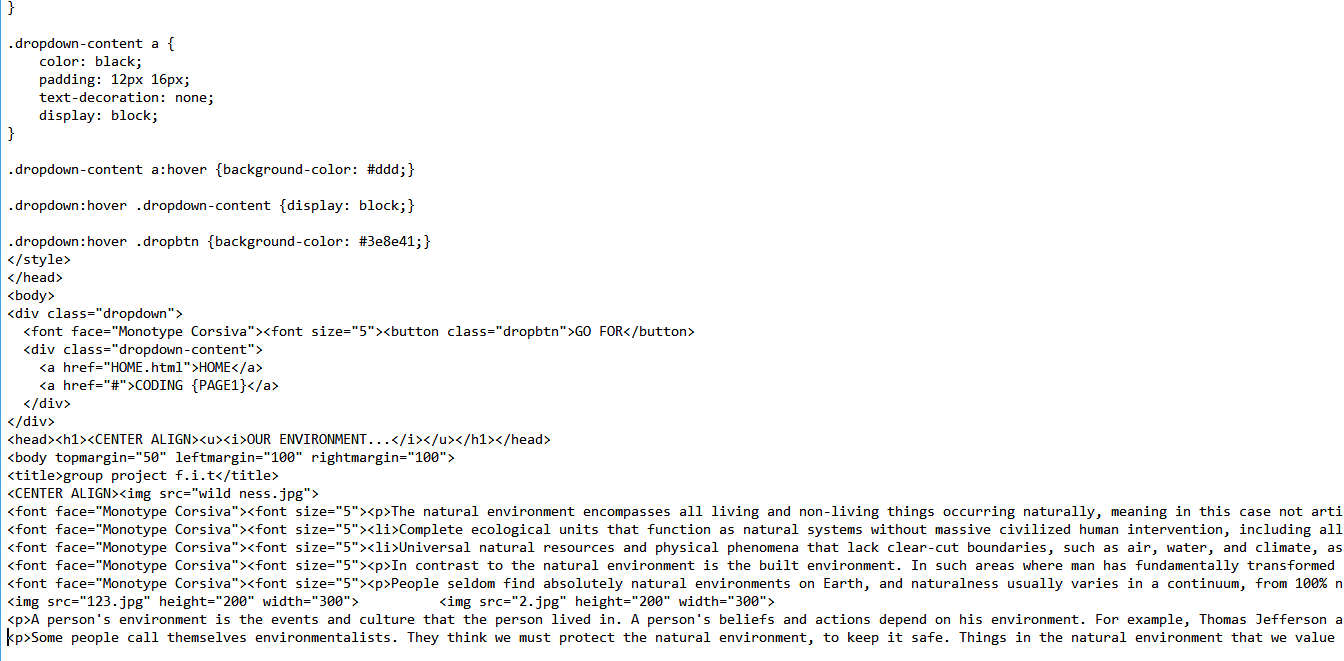 }
.dropdown-content a {
    color: black;
    padding: 12px 16px;
    text-decoration: none;
    display: block;
}
.dropdown-content a:hover {background-color: #ddd;}
.dropdown:hover .dropdown-content {display: block;}
.dropdown:hover .dropbtn {background-color: #3e8e41;}
</style>
</head>
<body>
<div class="dropdown">
  <font face="Monotype Corsiva"><font size="5"><button class="dropbtn">GO FOR</button>
  <div class="dropdown-content">
    <a href="HOME.html">HOME</a>
    <a href="#">CODING {PAGE1}</a>
  </div>
</div>
<head><h1><CENTER ALIGN><u><i>OUR ENVIRONMENT...</i></u></h1></head>
<body topmargin="50" leftmargin="100" rightmargin="100">
<title>group project f.i.t</title>
<CENTER ALIGN><img src="wild ness.jpg">
<font face="Monotype Corsiva"><font size="5"><p>The natural environment encompasses all living and non-living things occurring naturally, meaning in this case not arti
<font face="Monotype Corsiva"><font size="5"><li>Complete ecological units that function as natural systems without massive civilized human intervention, including all
<font face="Monotype Corsiva"><font size="5"><li>Universal natural resources and physical phenomena that lack clear-cut boundaries, such as air, water, and climate, as
<font face="Monotype Corsiva"><font size="5"><p>In contrast to the natural environment is the built environment. In such areas where man has fundamentally transformed
<font face="Monotype Corsiva"><font size="5"><p>People seldom find absolutely natural environments on Earth, and naturalness usually varies in a continuum, from 100% n
<img src="123.jpg" height="200" width="300">          <img src="2.jpg" height="200" width="300">
<p>A person's environment is the events and culture that the person lived in. A person's beliefs and actions depend on his environment. For example, Thomas Jefferson a
<p>Some people call themselves environmentalists. They think we must protect the natural environment, to keep it safe. Things in the natural environment that we value